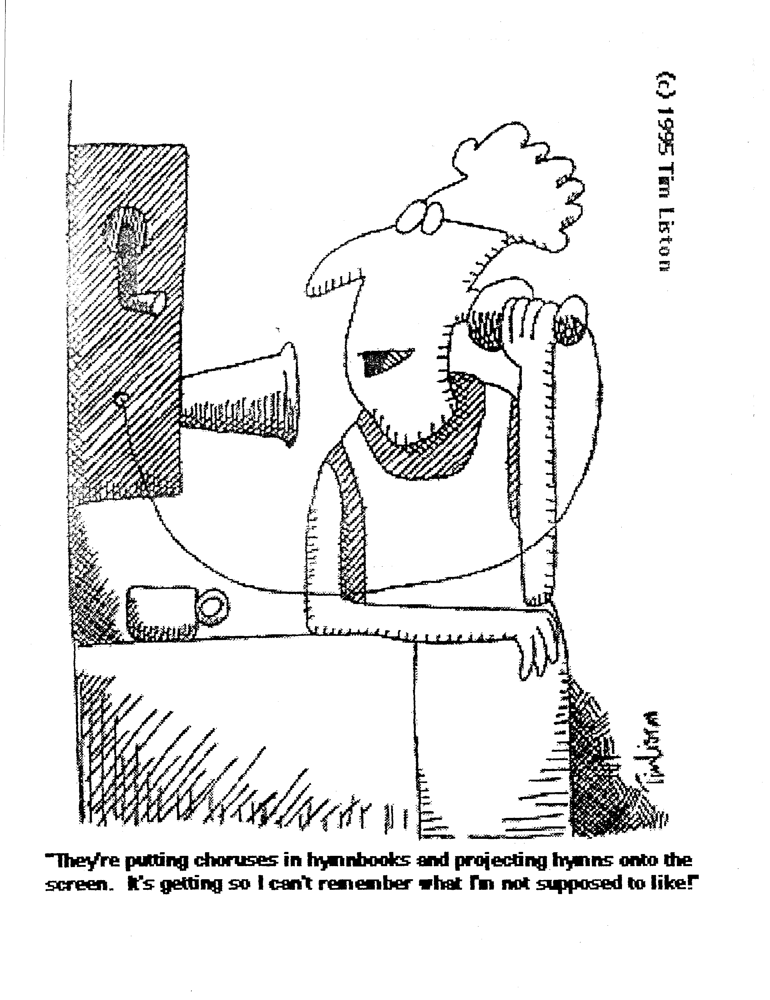 (c) 1995 Tim Liston
"They're putting choruses in hymnbooks and projecting hymns onto the
screen. It's getting so I can't remember what I'm not supposed to like!"